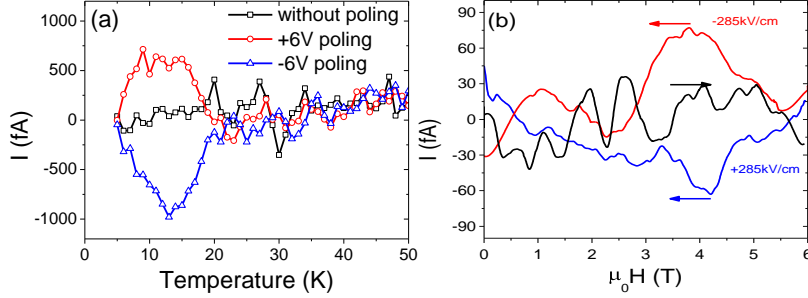 (a)
without poling
+6V poling
-6V poling
1000
500
0
-500
-1000
I (fA)
0 10 20 30 40 50
Temperature (K)
(b)
-285kV/cm
+285kV/cm
90
60
30
0
-30
-60
-90
I (fA)
0 1 2 3 4 5 6
μ0H (T)